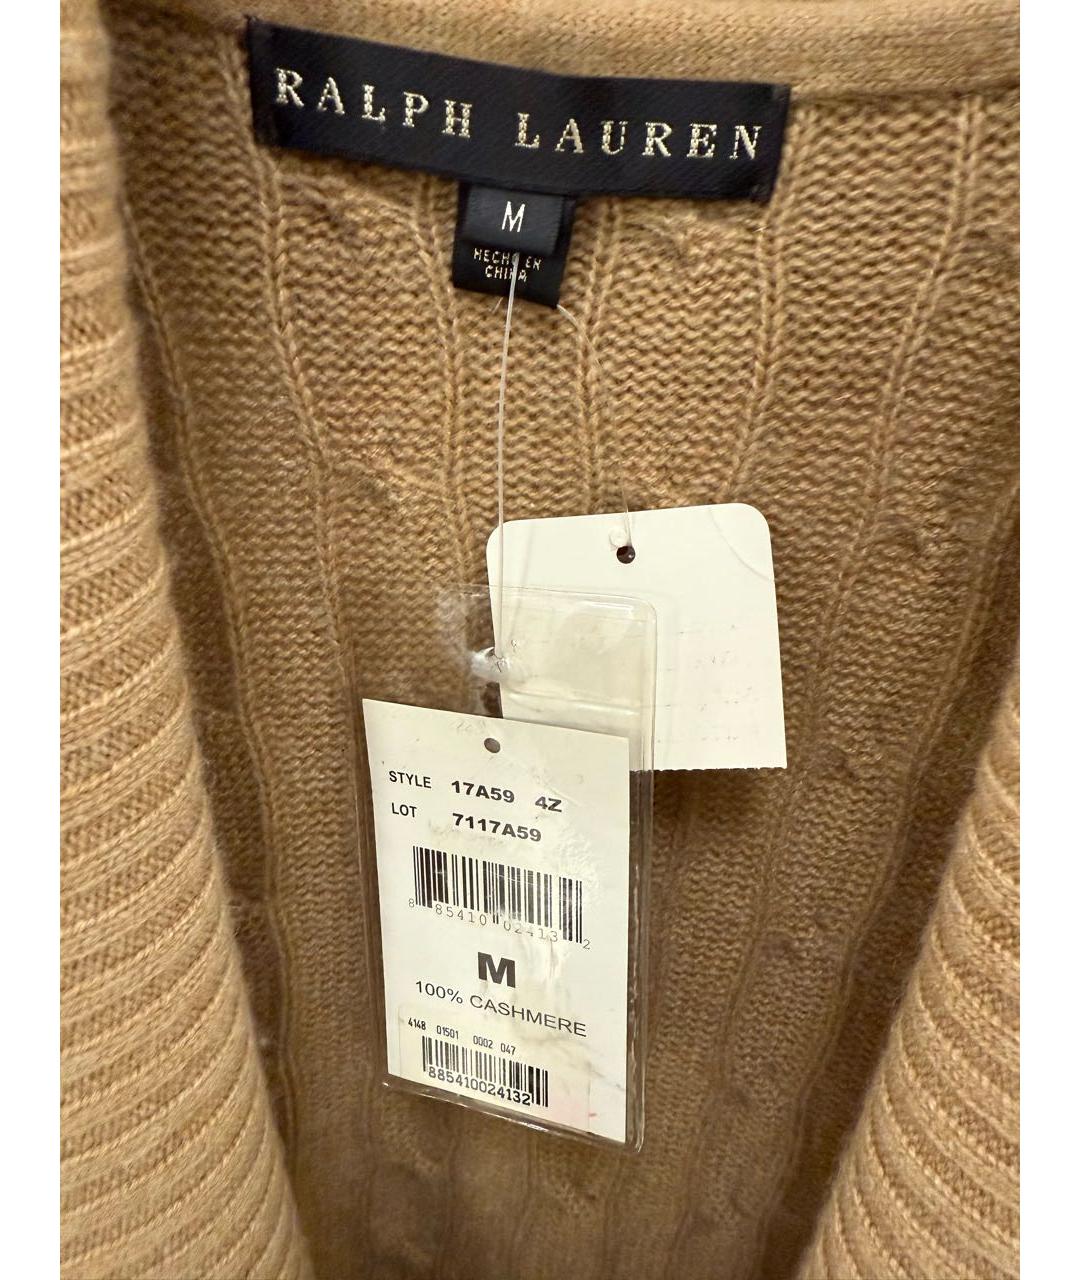 RALPH LAUREN
M
HECHO EN
CHINA
STYLE 17A59 4Z
LOT 7117A59
8 85410 02413 2
M
100% CASHMERE
4148 01501 0002 047
885410024132